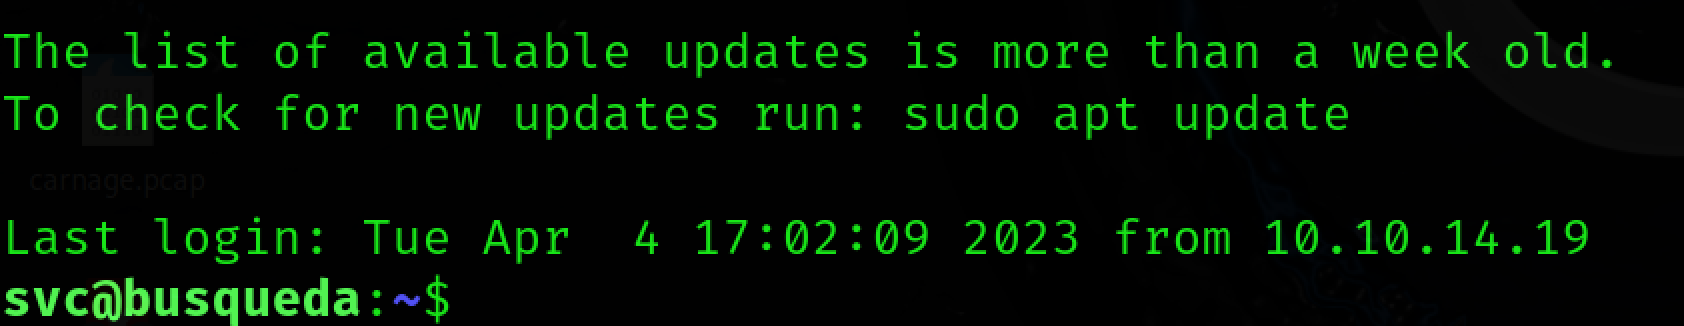 The list of available updates is more than a week old.
To check for new updates run: sudo apt update
carnage.pcap
Last login: Tue Apr  4 17:02:09 2023 from 10.10.14.19
svc@busqueda:~$